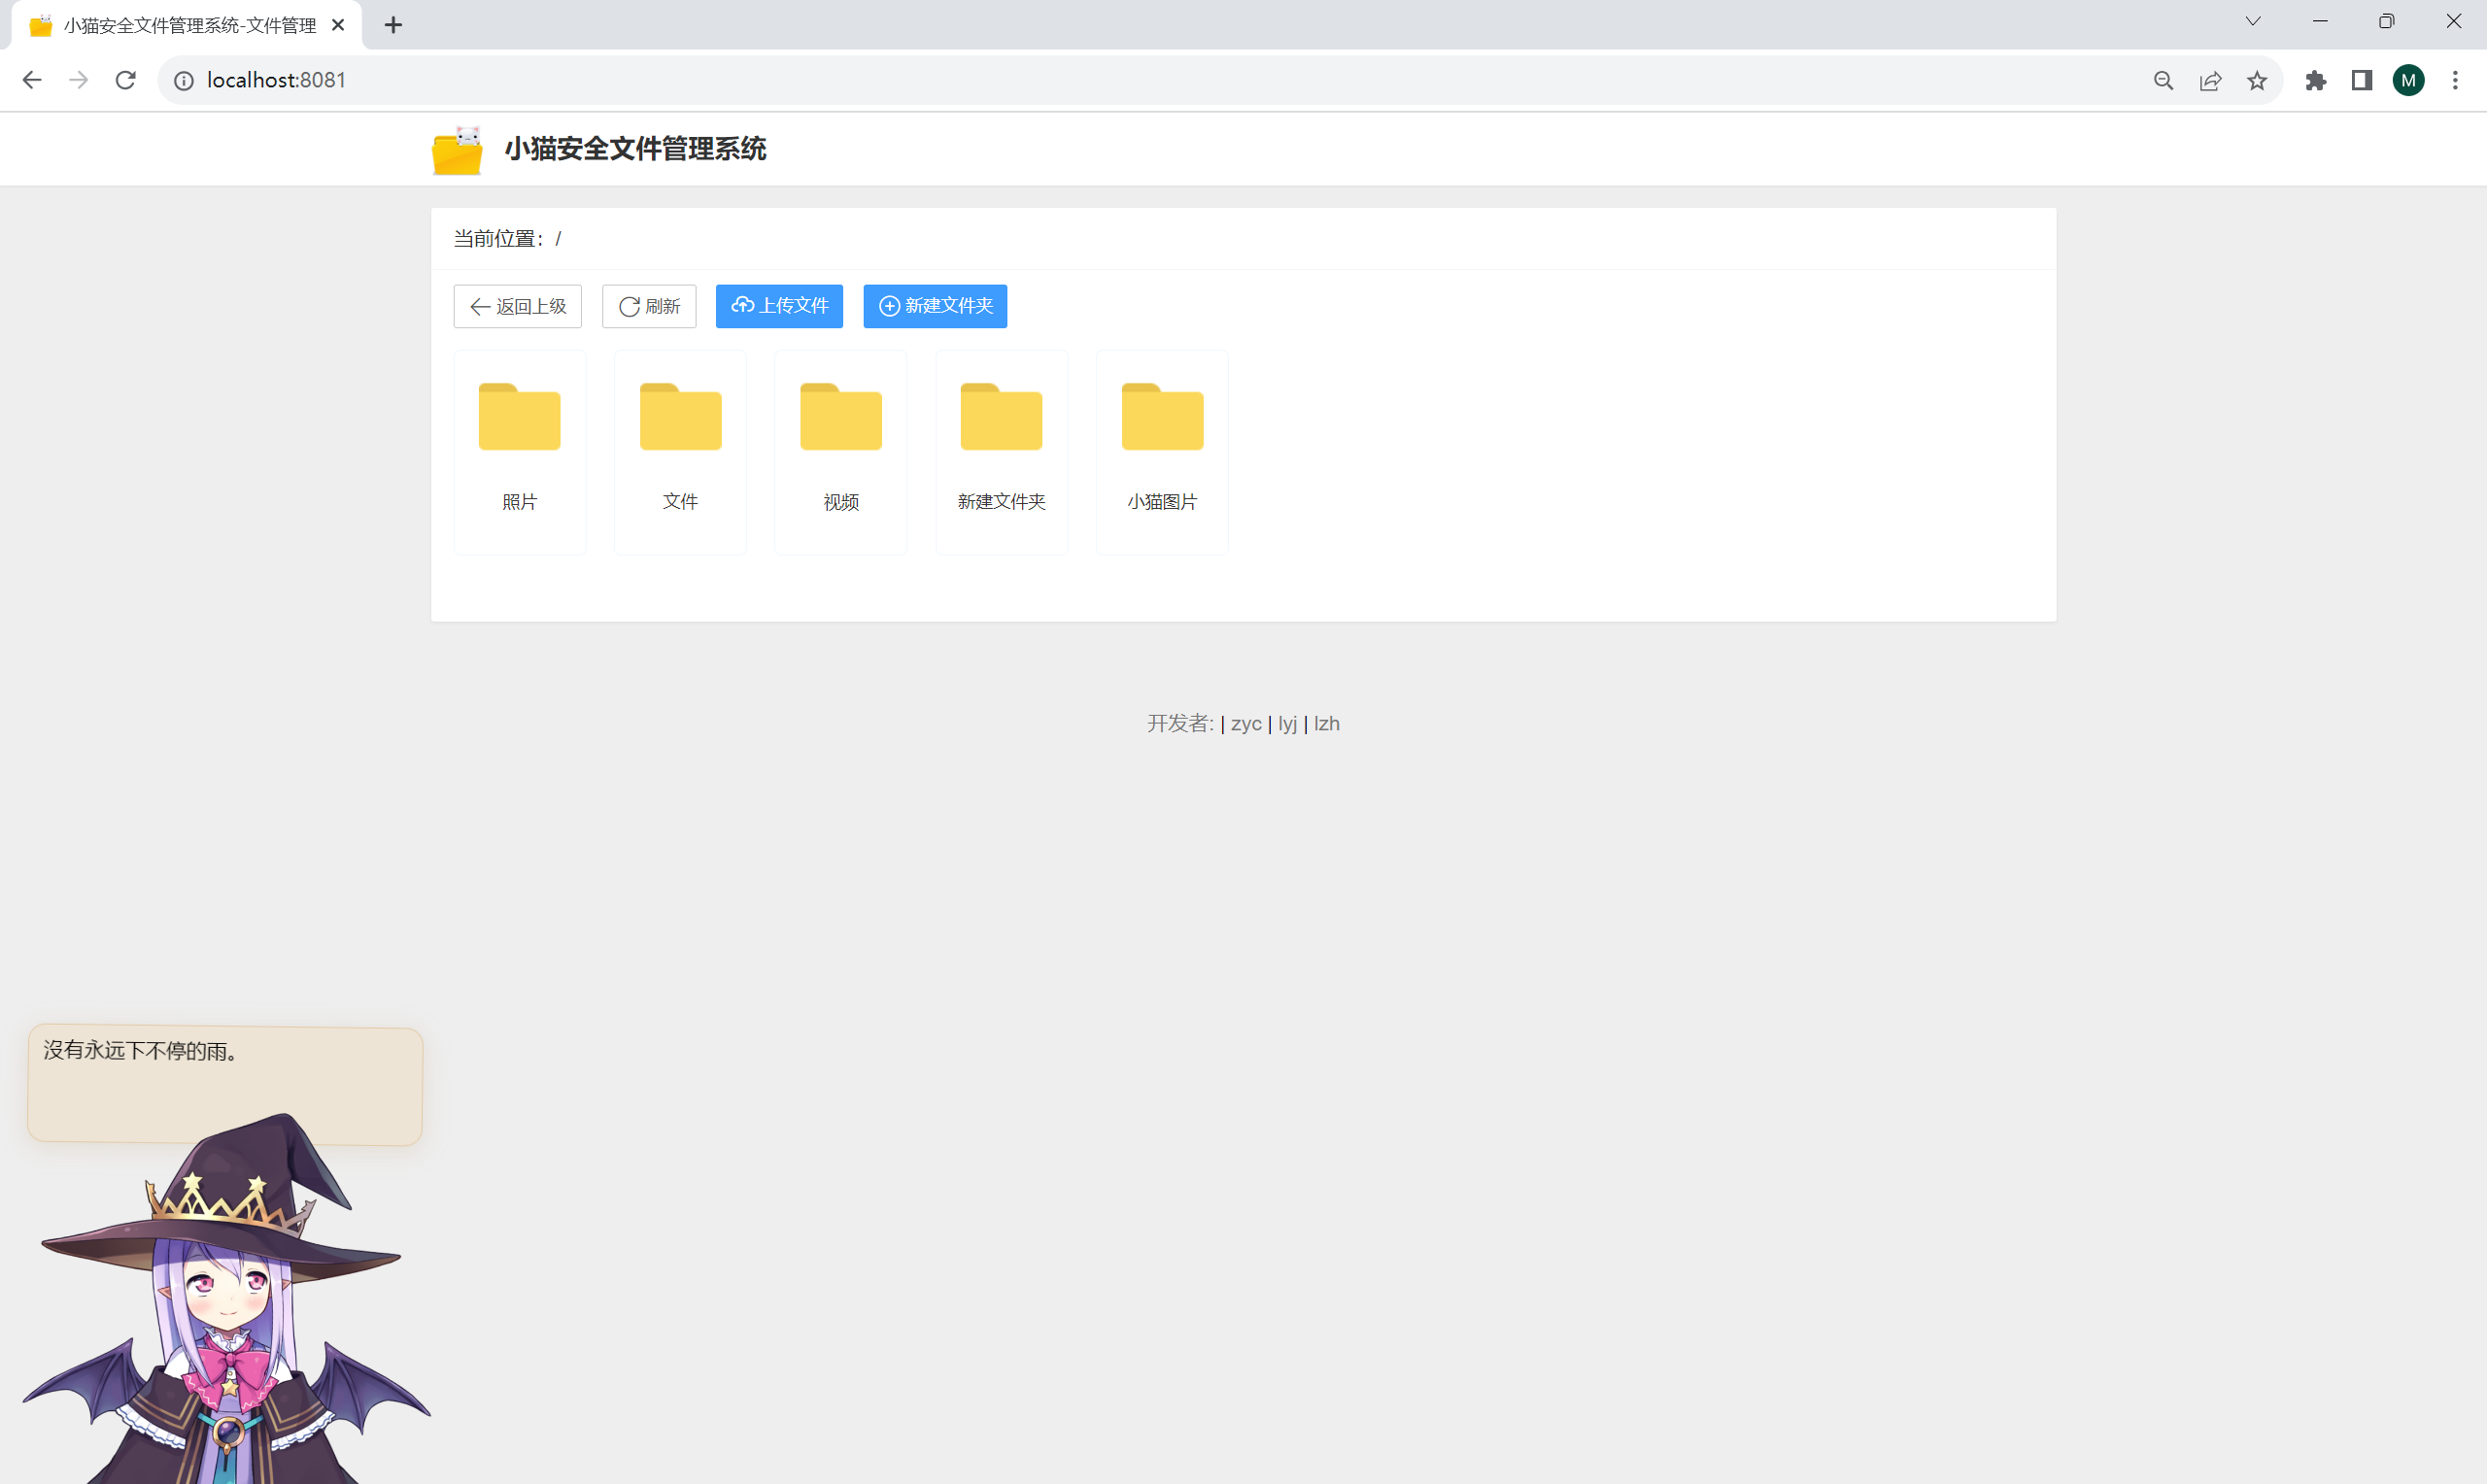 小猫安全文件管理系统-文件管理
localhost:8081
M
小猫安全文件管理系统
当前位置： /
返回上级 刷新 上传文件 新建文件夹
照片 文件 视频 新建文件夹 小猫图片
开发者: | zyc | lyj | lzh
沒有永远下不停的雨。